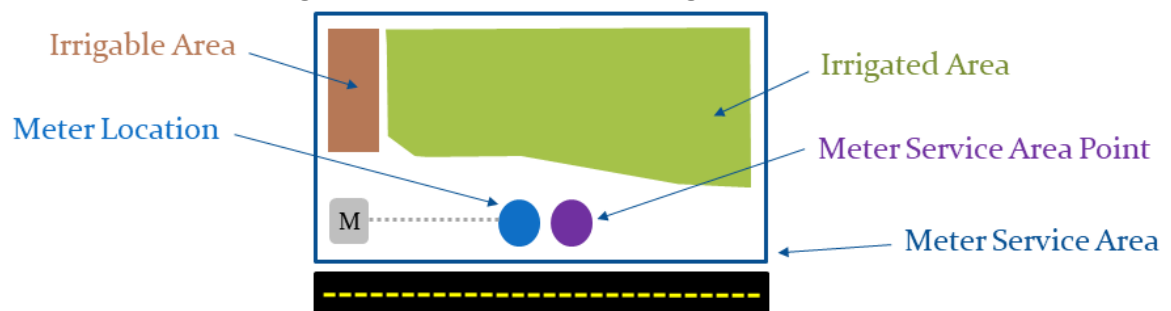 Irrigable Area
Irrigated Area
Meter Location
Meter Service Area Point
M
Meter Service Area